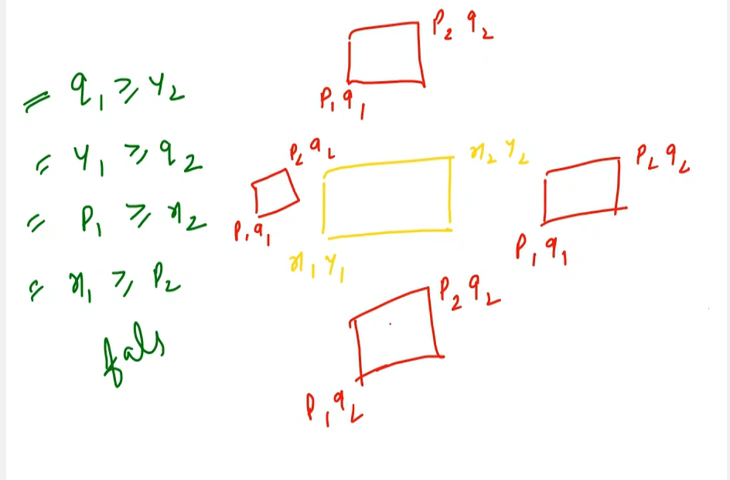 P₂ q₂
= q₁ ⩾ y₂
P₁ q₁
= y₁ ⩾ q₂
P₂ q₂
x₂ y₂
P₂ q₂
= P₁ ⩾ x₂
P₁ q₁
P₁ q₁
x₁ y₁
= x₁ ⩾ P₂
P₂ q₂
fals
P₁ q₂